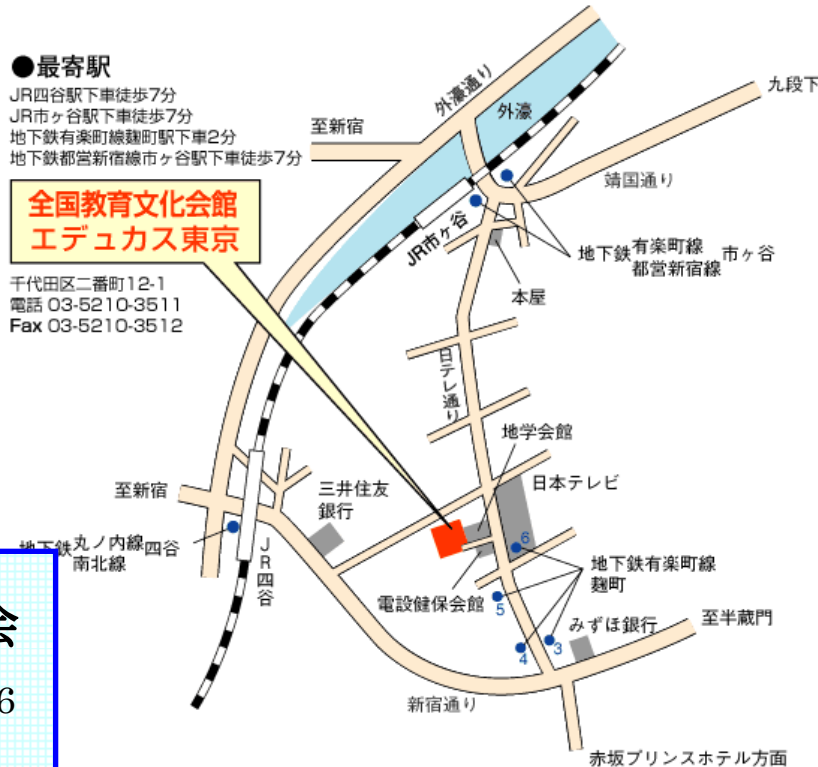 ●最寄駅
JR四谷駅下車徒歩7分
JR市ヶ谷駅下車徒歩7分
地下鉄有楽町線麹町駅下車2分
地下鉄都営新宿線市ヶ谷駅下車徒歩7分
全国教育文化会館
エデュカス東京
千代田区二番町12-1
電話 03-5210-3511
Fax 03-5210-3512
至新宿
外濠通り
外濠
九段下
靖国通り
JR市ヶ谷
地下鉄 有楽町線 市ヶ谷
都営新宿線
本屋
日テレ通り
地学会館
日本テレビ
至新宿
三井住友
銀行
地下鉄 丸ノ内線 四谷
南北線
JR四谷
電設健保会館
6
5
4
3
地下鉄有楽町線
麹町
みずほ銀行
至半蔵門
新宿通り
赤坂プリンスホテル方面
会
6